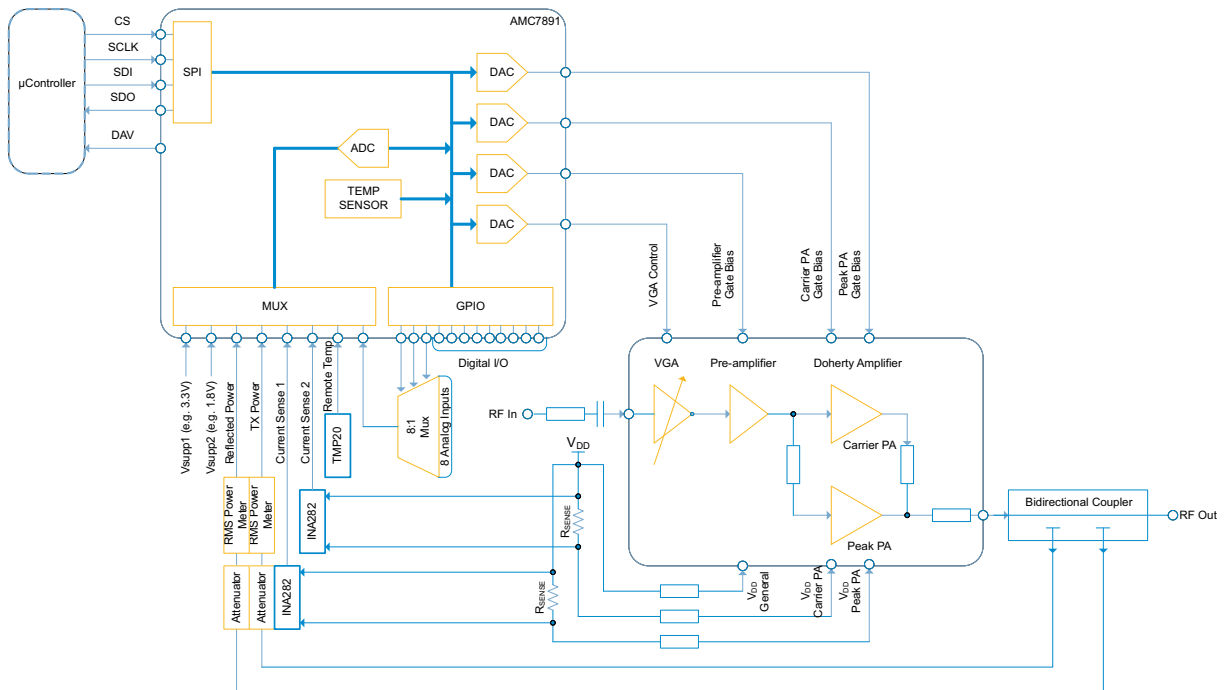 AMC7891
µController
CS
SCLK
SDI
SDO
DAV
SPI
DAC
DAC
DAC
DAC
ADC
TEMP
SENSOR
MUX
GPIO
Digital I/O
Vsupp1 (e.g. 3.3V)
Vsupp2 (e.g. 1.8V)
Reflected Power
TX Power
Current Sense 1
Current Sense 2
Remote Temp
TMP20
8:1
Mux
8 Analog Inputs
VGA Control
Pre-amplifier
Gate Bias
Carrier PA
Gate Bias
Peak PA
Gate Bias
VGA
Pre-amplifier
Doherty Amplifier
RF In
Carrier PA
Peak PA
VDD
RSENSE
RSENSE
RMS Power
Meter
RMS Power
Meter
INA282
Attenuator
Attenuator
INA282
VDD
General
VDD
Carrier PA
VDD
Peak PA
Bidirectional Coupler
RF Out